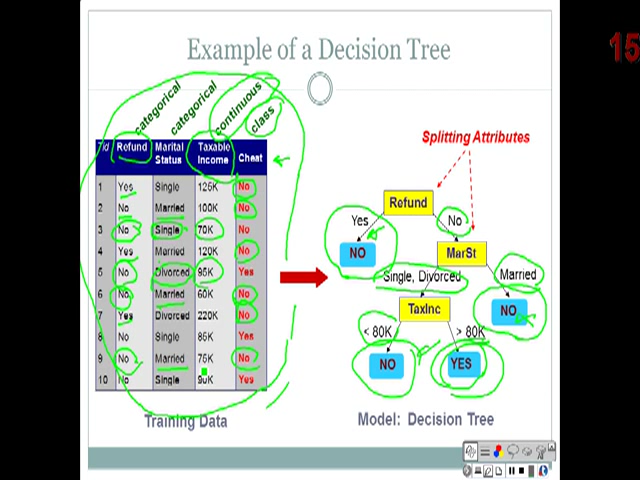 Example of a Decision Tree
15
categorical
categorical
continuous
class
Tid Refund Marital Status Taxable Income Cheat
1 Yes Single 125K No
2 No Married 100K No
3 No Single 70K No
4 Yes Married 120K No
5 No Divorced 95K Yes
6 No Married 60K No
7 Yes Divorced 220K No
8 No Single 85K Yes
9 No Married 75K No
10 No Single 90K Yes
Training Data
Splitting Attributes
Refund
Yes
No
NO
MarSt
Single, Divorced
Married
TaxInc
NO
< 80K
> 80K
NO
YES
Model: Decision Tree